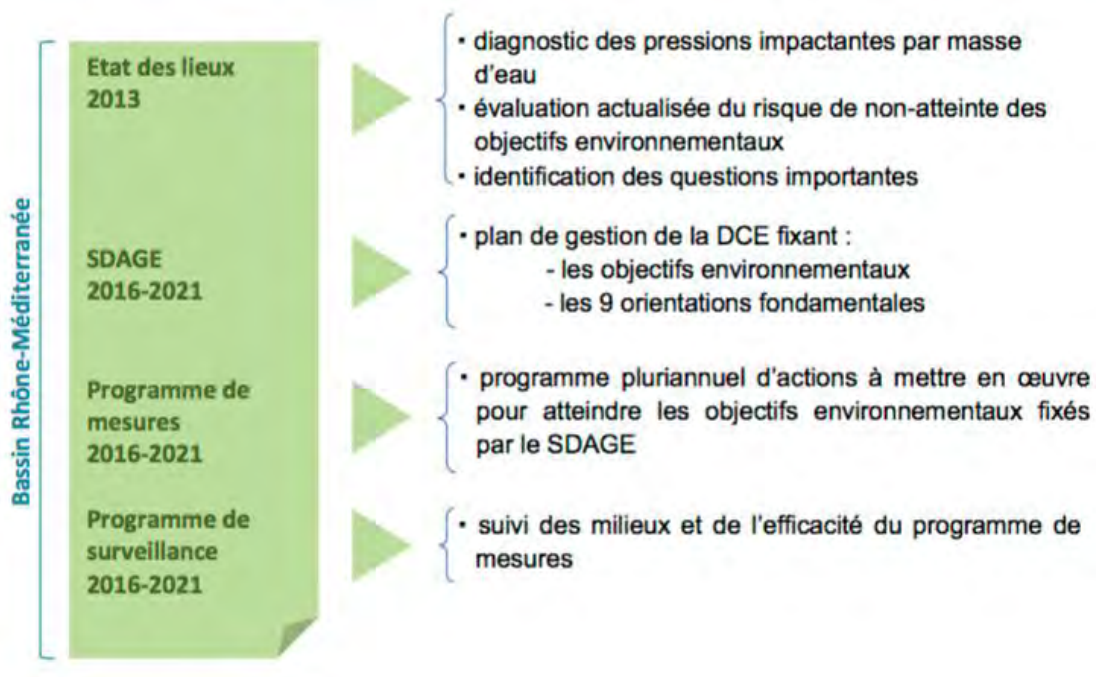 Bassin Rhône-Méditerranée
Etat des lieux
2013
• diagnostic des pressions impactantes par masse
d'eau
• évaluation actualisée du risque de non-atteinte des
objectifs environnementaux
• identification des questions importantes
SDAGE
2016-2021
• plan de gestion de la DCE fixant :
- les objectifs environnementaux
- les 9 orientations fondamentales
Programme de
mesures
2016-2021
• programme pluriannuel d'actions à mettre en œuvre
pour atteindre les objectifs environnementaux fixés
par le SDAGE
Programme de
surveillance
2016-2021
• suivi des milieux et de l'efficacité du programme de
mesures